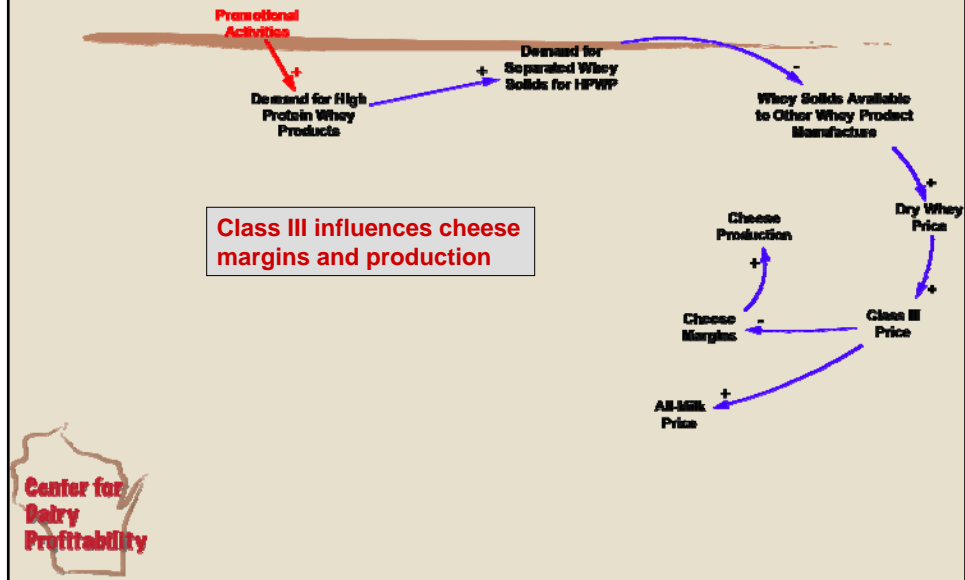 Promotional
Activities
+
Demand for High
Protein Whey
Products
+
Demand for
Separated Whey
Solids for HPWP
-
Whey Solids Available
to Other Whey Product
Manufacture
+
Dry Whey
Price
+
Class III
Price
-
Cheese
Margins
+
Cheese
Production
+
All-Milk
Price
Class III influences cheese
margins and production
Center for
Dairy
Profitability